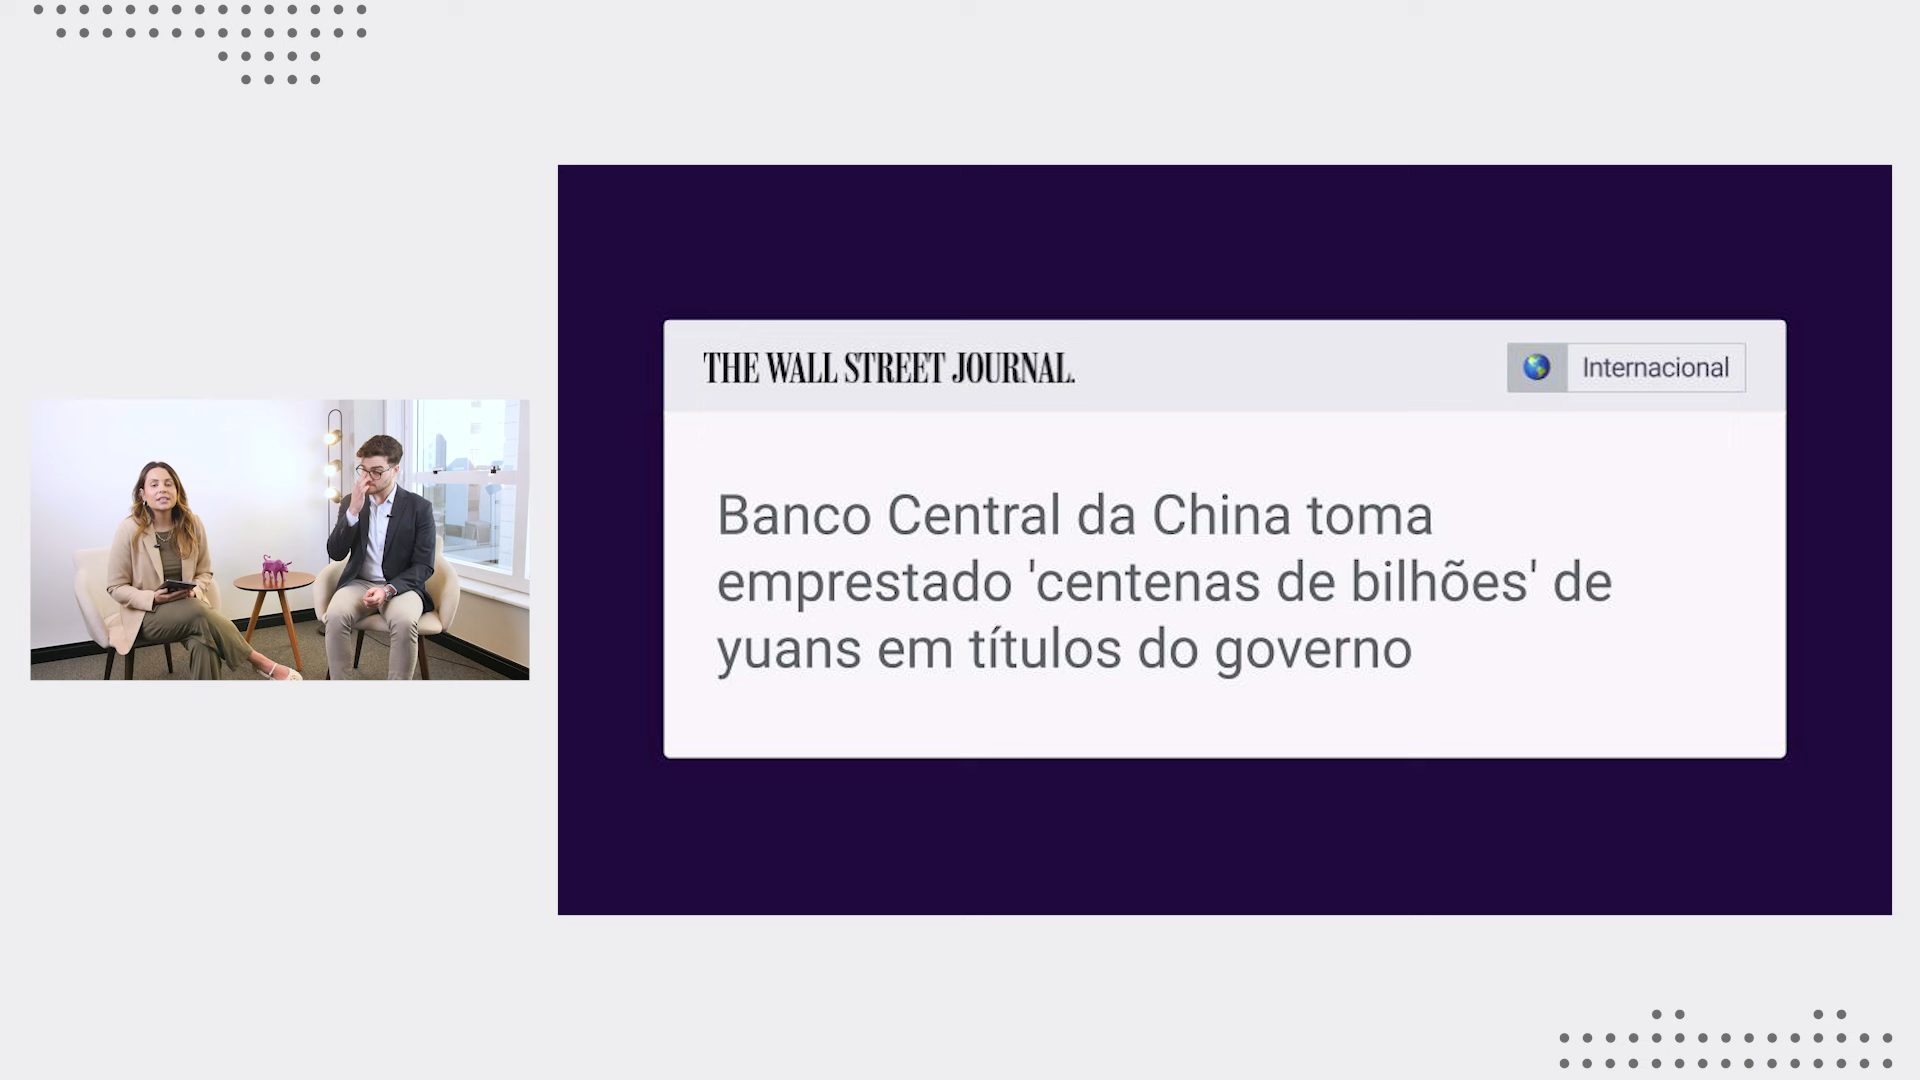 THE WALL STREET JOURNAL.
Internacional
Banco Central da China toma
emprestado 'centenas de bilhões' de
yuans em títulos do governo